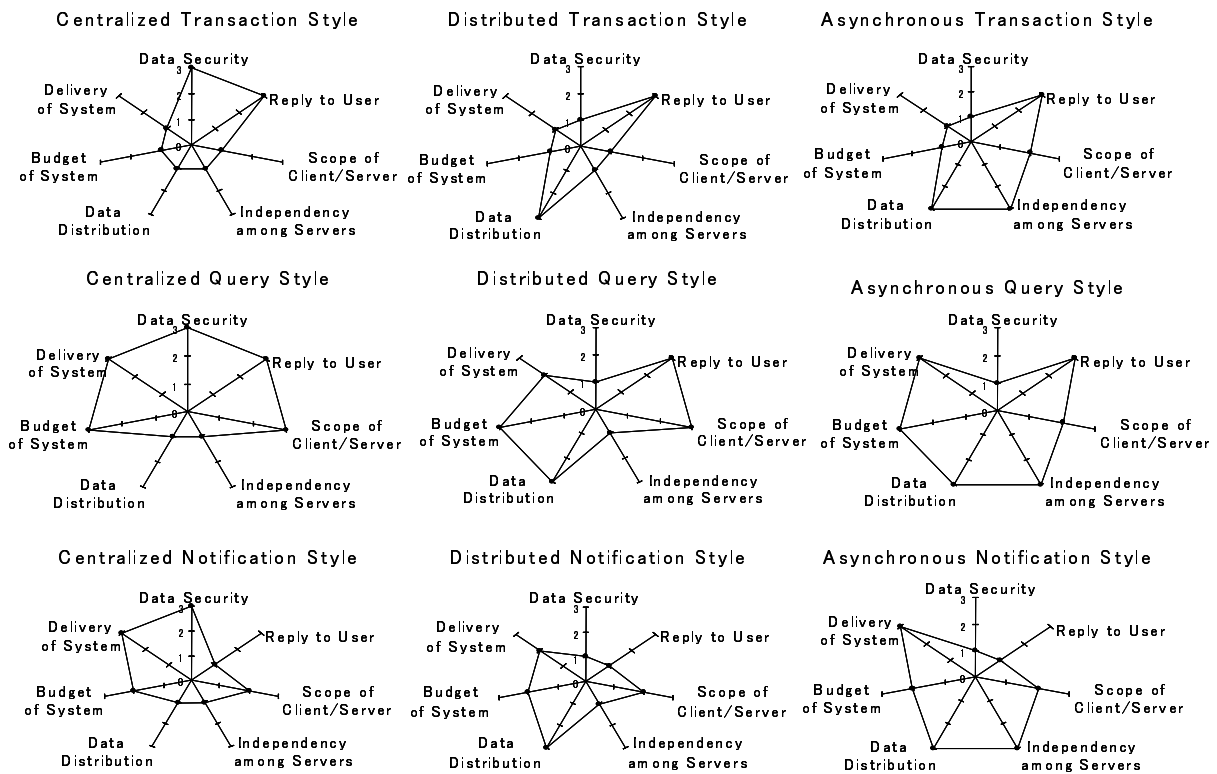 Centralized Transaction Style
Data Security
3
2
1
0
Delivery
of System
Reply to User
Budget
of System
Scope of
Client/Server
Data
Distribution
Independency
among Servers
Distributed Transaction Style
Data Security
3
2
1
0
Delivery
of System
Reply to User
Budget
of System
Scope of
Client/Server
Data
Distribution
Independency
among Servers
Asynchronous Transaction Style
Data Security
3
2
1
0
Delivery
of System
Reply to User
Budget
of System
Scope of
Client/Server
Data
Distribution
Independency
among Servers
Centralized Query Style
Data Security
3
2
1
0
Delivery
of System
Reply to User
Budget
of System
Scope of
Client/Server
Data
Distribution
Independency
among Servers
Distributed Query Style
Data Security
3
2
1
0
Delivery
of System
Reply to User
Budget
of System
Scope of
Client/Server
Data
Distribution
Independency
among Servers
Asynchronous Query Style
Data Security
3
2
1
0
Delivery
of System
Reply to User
Budget
of System
Scope of
Client/Server
Data
Distribution
Independency
among Servers
Centralized Notification Style
Data Security
3
2
1
0
Delivery
of System
Reply to User
Budget
of System
Scope of
Client/Server
Data
Distribution
Independency
among Servers
Distributed Notification Style
Data Security
3
2
1
0
Delivery
of System
Reply to User
Budget
of System
Scope of
Client/Server
Data
Distribution
Independency
among Servers
Asynchronous Notification Style
Data Security
3
2
1
0
Delivery
of System
Reply to User
Budget
of System
Scope of
Client/Server
Data
Distribution
Independency
among Servers